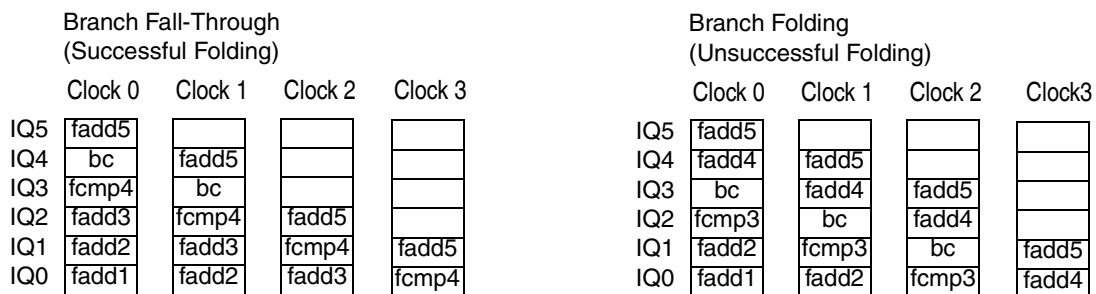 Branch Fall-Through
(Successful Folding)
Clock 0 Clock 1 Clock 2 Clock 3
IQ5 fadd5
IQ4 bc fadd5
IQ3 fcmp4 bc
IQ2 fadd3 fcmp4 fadd5
IQ1 fadd2 fadd3 fcmp4 fadd5
IQ0 fadd1 fadd2 fadd3 fcmp4
Branch Folding
(Unsuccessful Folding)
Clock 0 Clock 1 Clock 2 Clock3
IQ5 fadd5
IQ4 fadd4 fadd5
IQ3 bc fadd4 fadd5
IQ2 fcmp3 bc fadd4
IQ1 fadd2 fcmp3 bc fadd5
IQ0 fadd1 fadd2 fcmp3 fadd4